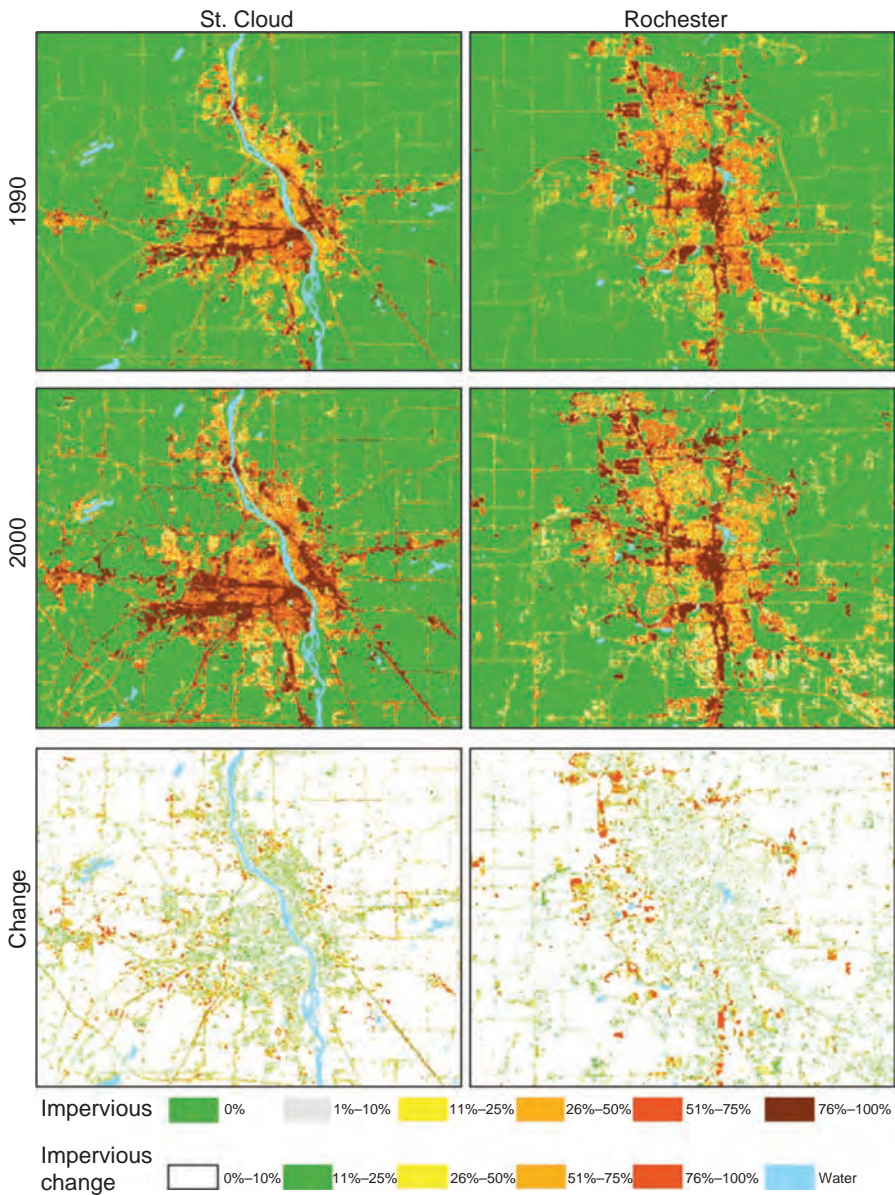 St. Cloud Rochester
1990
2000
Change
Impervious 0% 1%–10% 11%–25% 26%–50% 51%–75% 76%–100%
Impervious
change 0%–10% 11%–25% 26%–50% 51%–75% 76%–100% Water